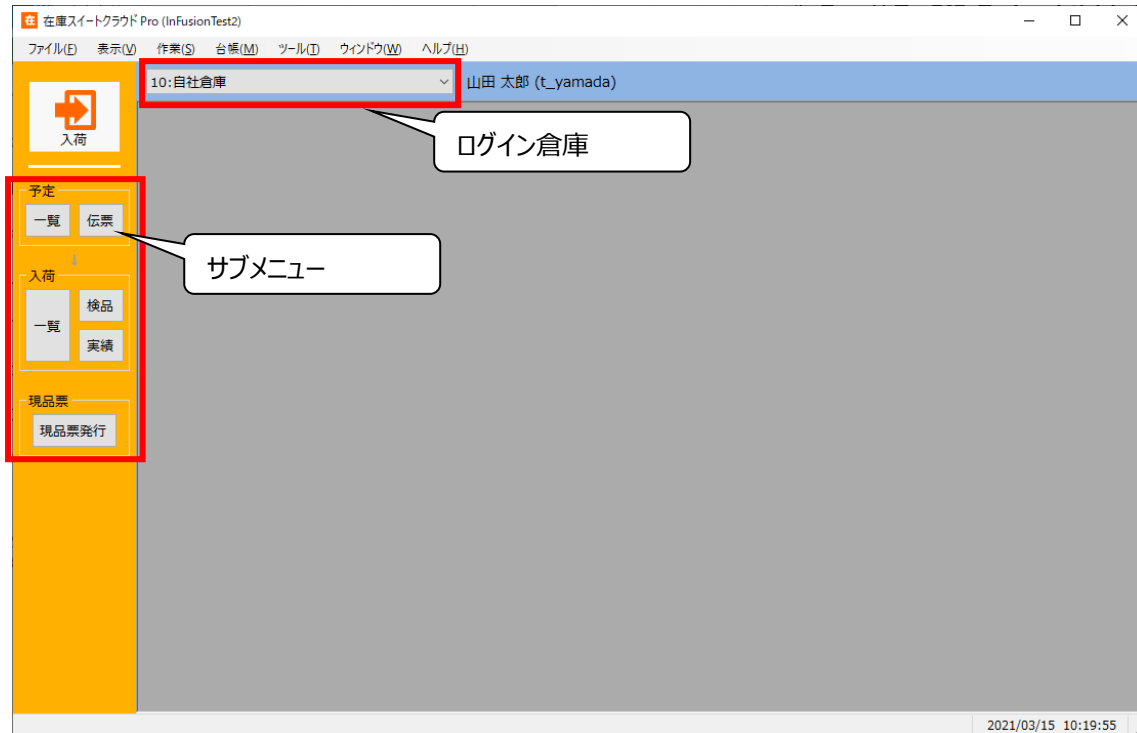 在 在庫スイートクラウド Pro (InFusionTest2)
ファイル(F) 表示(V) 作業(S) 台帳(M) ツール(T) ウィンドウ(W) ヘルプ(H)
10:自社倉庫 山田 太郎 (t_yamada)
入荷
ログイン倉庫
予定
一覧 伝票
サブメニュー
↓
入荷
一覧
検品
実績
現品票
現品票発行
2021/03/15 10:19:55